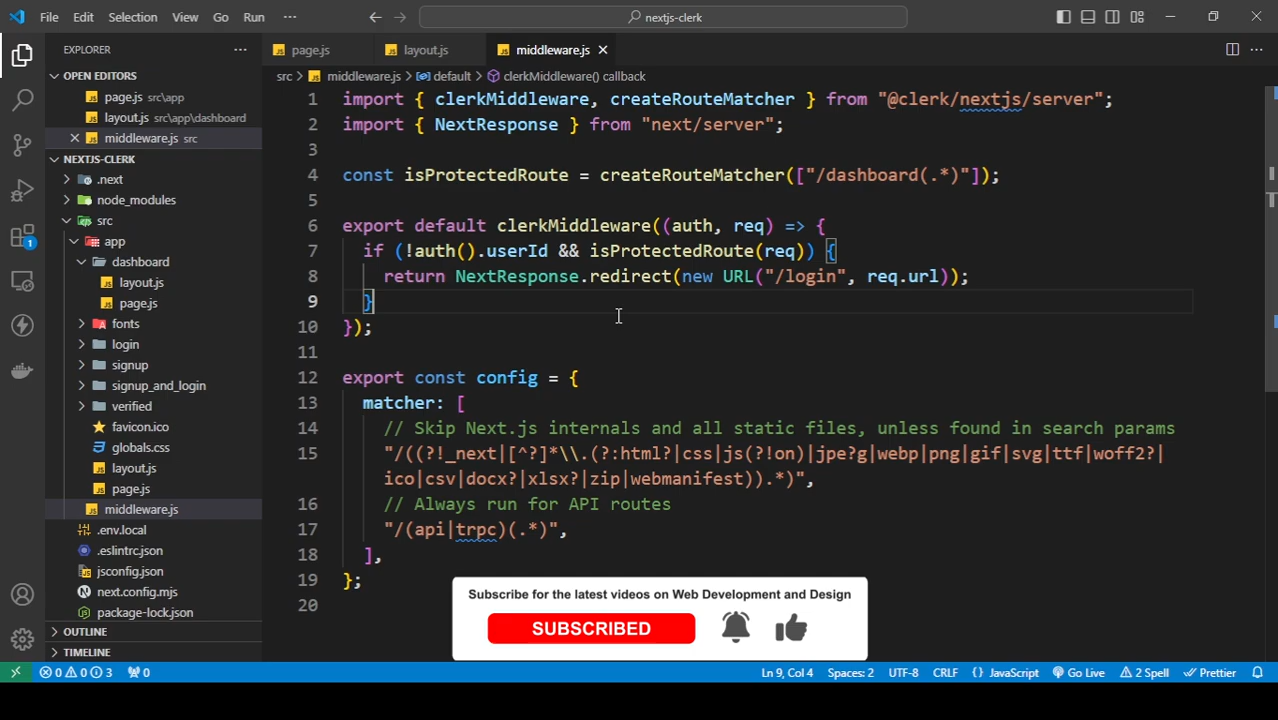 File Edit Selection View Go Run ··· nextjs-clerk
EXPLORER ··· page.js layout.js middleware.js
OPEN EDITORS
page.js src\app
layout.js src\app\dashboard
middleware.js src
NEXTJS-CLERK
.next
node_modules
src
app
dashboard
layout.js
page.js
fonts
login
signup
signup_and_login
verified
favicon.ico
globals.css
layout.js
page.js
middleware.js
.env.local
.eslintrc.json
jsconfig.json
next.config.mjs
package-lock.json
OUTLINE
TIMELINE
1
src > middleware.js > default > clerkMiddleware() callback
1 import { clerkMiddleware, createRouteMatcher } from "@clerk/nextjs/server";
2 import { NextResponse } from "next/server";
3
4 const isProtectedRoute = createRouteMatcher(["/dashboard(.*)"]);
5
6 export default clerkMiddleware((auth, req) => {
7 if (!auth().userId && isProtectedRoute(req)) {
8 return NextResponse.redirect(new URL("/login", req.url));
9 }
10 });
11
12 export const config = {
13 matcher: [
14 // Skip Next.js internals and all static files, unless found in search params
15 "/((?!_next|[^?]*\\.(?:html?|css|js(?!on)|jpe?g|webp|png|gif|svg|ttf|woff2?|
ico|csv|docx?|xlsx?|zip|webmanifest)).*)",
16 // Always run for API routes
17 "/(api|trpc)(.*)",
18 ],
19 };
20
Subscribe for the latest videos on Web Development and Design
SUBSCRIBED
0 0 3 0 Ln 9, Col 4 Spaces: 2 UTF-8 CRLF {} JavaScript Go Live 2 Spell Prettier